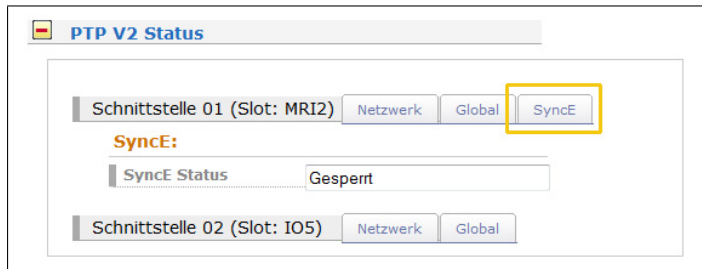 PTP V2 Status
Schnittstelle 01 (Slot: MRI2) Netzwerk Global SyncE
SyncE:
SyncE Status Gesperrt
Schnittstelle 02 (Slot: IO5) Netzwerk Global